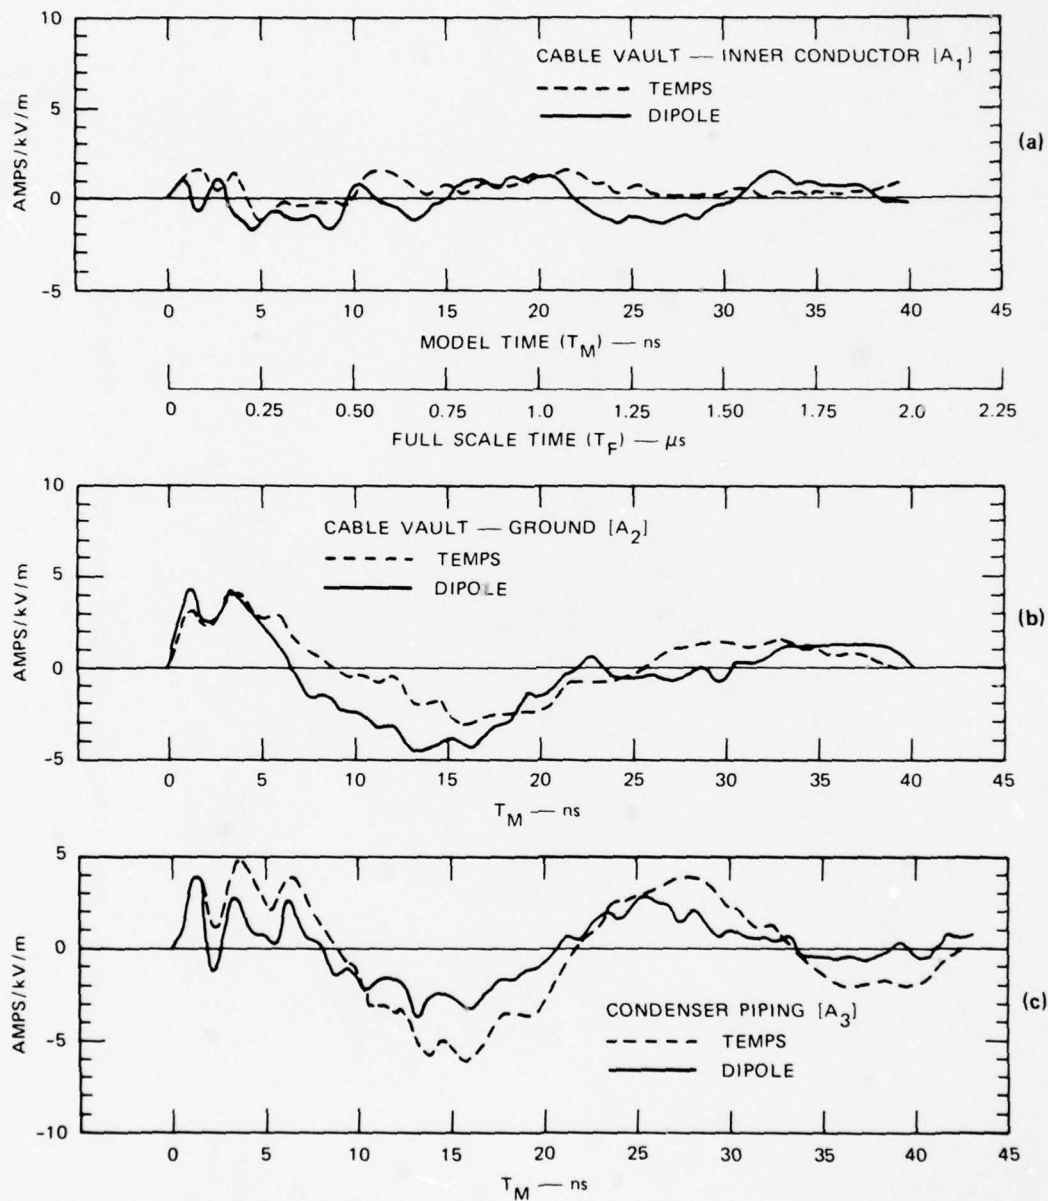 10
5
0
-5
AMPS/kV/m
CABLE VAULT — INNER CONDUCTOR [A1]
TEMPS
DIPOLE
(a)
0 5 10 15 20 25 30 35 40 45
MODEL TIME (TM) — ns
0 0.25 0.50 0.75 1.0 1.25 1.50 1.75 2.0 2.25
FULL SCALE TIME (TF) — μs
10
5
0
-5
AMPS/kV/m
CABLE VAULT — GROUND [A2]
TEMPS
DIPOLE
(b)
0 5 10 15 20 25 30 35 40 45
TM — ns
5
0
-5
-10
AMPS/kV/m
CONDENSER PIPING [A3]
TEMPS
DIPOLE
(c)
0 5 10 15 20 25 30 35 40 45
TM — ns